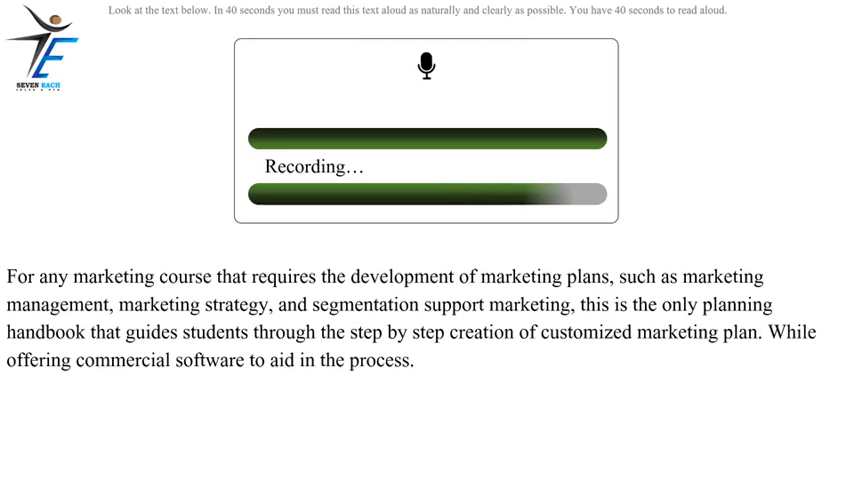 Look at the text below. In 40 seconds you must read this text aloud as naturally and clearly as possible. You have 40 seconds to read aloud.
SEVEN EACH
Recording…
For any marketing course that requires the development of marketing plans, such as marketing
management, marketing strategy, and segmentation support marketing, this is the only planning
handbook that guides students through the step by step creation of customized marketing plan. While
offering commercial software to aid in the process.